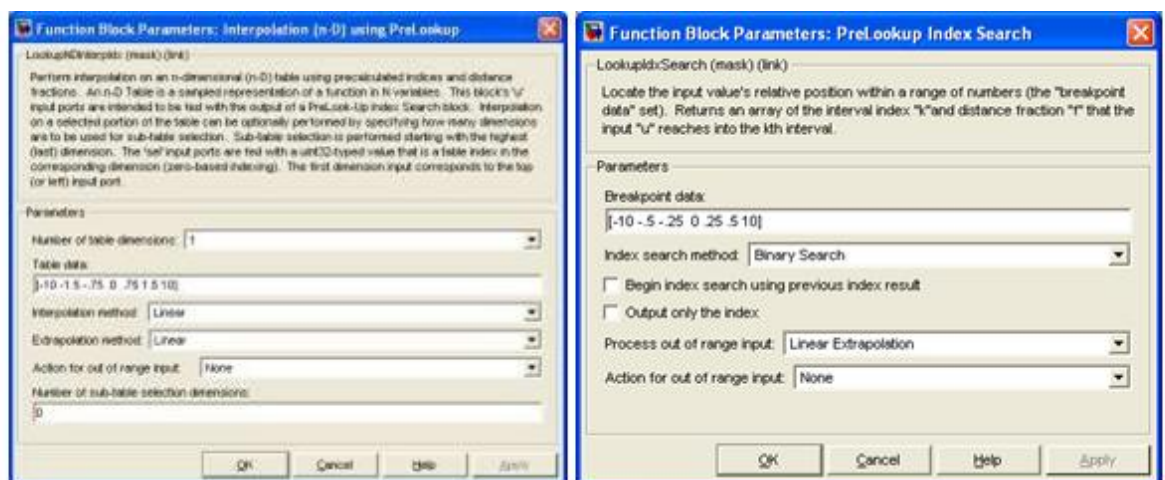 Function Block Parameters: Interpolation (n-D) using PreLookup
LookupNDInterpIdx (mask) (link)
Perform interpolation on an n-dimensional (n-D) table using precalculated indices and distance
fractions. An n-D Table is a sampled representation of a function in N variables. This block's 'u'
input ports are intended to be fed with the output of a PreLook-Up Index Search block. Interpolation
on a selected portion of the table can be optionally performed by specifying how many dimensions
are to be used for sub-table selection. Sub-table selection is performed starting with the highest
(last) dimension. The 'sel' input ports are fed with a uint32-typed value that is a table index in the
corresponding dimension (zero-based indexing). The first dimension input corresponds to the top
(or left) input port.
Parameters
Number of table dimensions: 1
Table data:
[-10 -1.5 -.75 0 .75 1.5 10]
Interpolation method: Linear
Extrapolation method: Linear
Action for out of range input: None
Number of sub-table selection dimensions:
0
OK Cancel Help Apply
Function Block Parameters: PreLookup Index Search
LookupIdxSearch (mask) (link)
Locate the input value's relative position within a range of numbers (the "breakpoint
data" set). Returns an array of the interval index "k"and distance fraction "f" that the
input "u" reaches into the kth interval.
Parameters
Breakpoint data:
[-10 -.5 -.25 0 .25 .5 10]
Index search method: Binary Search
Begin index search using previous index result
Output only the index
Process out of range input: Linear Extrapolation
Action for out of range input: None
OK Cancel Help Apply